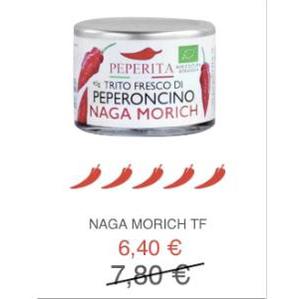 PEPERITA
TRITO FRESCO DI
PEPERONCINO
NAGA MORICH
NAGA MORICH TF
6,40 €
7,80 €